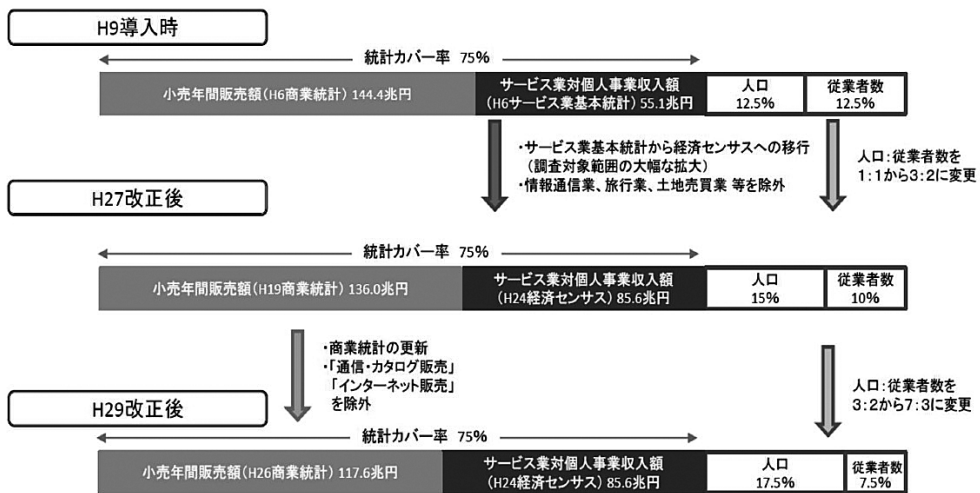 H9導入時
統計カバー率 75%
小売年間販売額(H6商業統計) 144.4兆円
サービス業対個人事業収入額
(H6サービス業基本統計) 55.1兆円
人口
12.5%
従業者数
12.5%
・サービス業基本統計から経済センサスへの移行
(調査対象範囲の大幅な拡大)
・情報通信業、旅行業、土地売買業 等を除外
人口:従業者数を
1:1から3:2に変更
H27改正後
統計カバー率 75%
小売年間販売額(H19商業統計) 136.0兆円
サービス業対個人事業収入額
(H24経済センサス) 85.6兆円
人口
15%
従業者数
10%
・商業統計の更新
・「通信・カタログ販売」
「インターネット販売」
を除外
人口:従業者数を
3:2から7:3に変更
H29改正後
統計カバー率 75%
小売年間販売額(H26商業統計) 117.6兆円
サービス業対個人事業収入額
(H24経済センサス) 85.6兆円
人口
17.5%
従業者数
7.5%